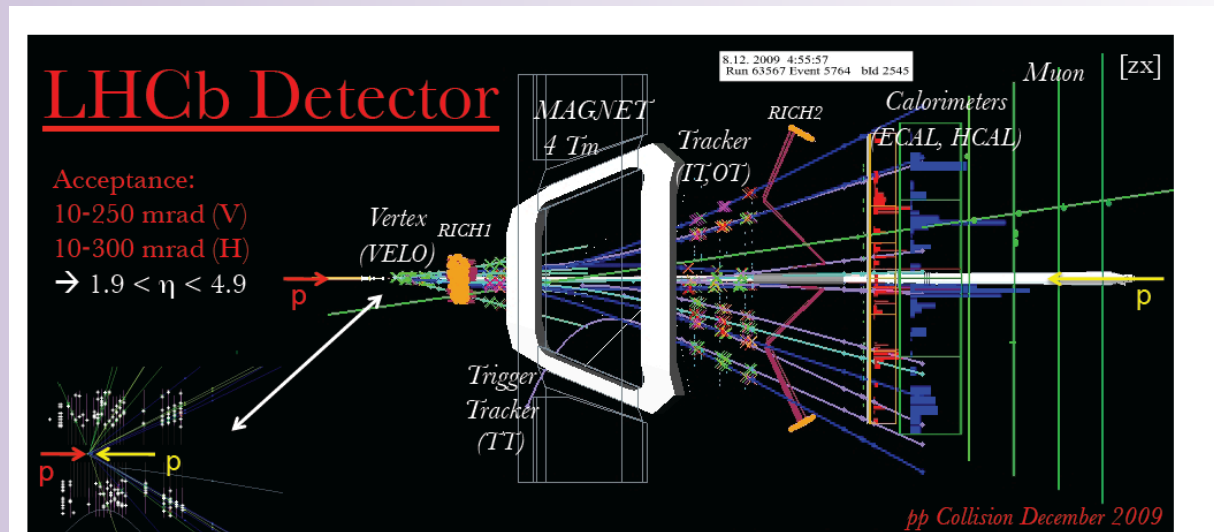 LHCb Detector
8.12. 2009 4:55:57
Run 63567 Event 5764 bId 2545
[zx]
Muon
Calorimeters
(ECAL, HCAL)
RICH2
MAGNET
4 Tm
Tracker
(IT,OT)
Acceptance:
10-250 mrad (V)
10-300 mrad (H)
→ 1.9 < η < 4.9
Vertex
(VELO)
RICH1
p
p
Trigger
Tracker
(TT)
p
p
pp Collision December 2009